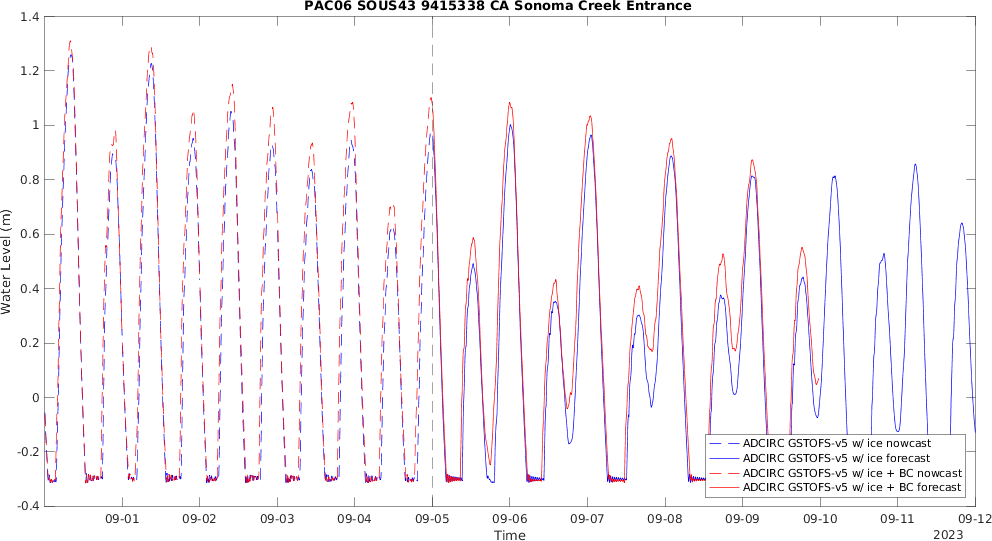 PAC06 SOUS43 9415338 CA Sonoma Creek Entrance
1.4
1.2
1
0.8
0.6
0.4
0.2
0
-0.2
-0.4
Water Level (m)
ADCIRC GSTOFS-v5 w/ ice nowcast
ADCIRC GSTOFS-v5 w/ ice forecast
ADCIRC GSTOFS-v5 w/ ice + BC nowcast
ADCIRC GSTOFS-v5 w/ ice + BC forecast
09-01 09-02 09-03 09-04 09-05 09-06 09-07 09-08 09-09 09-10 09-11 09-12
Time
2023